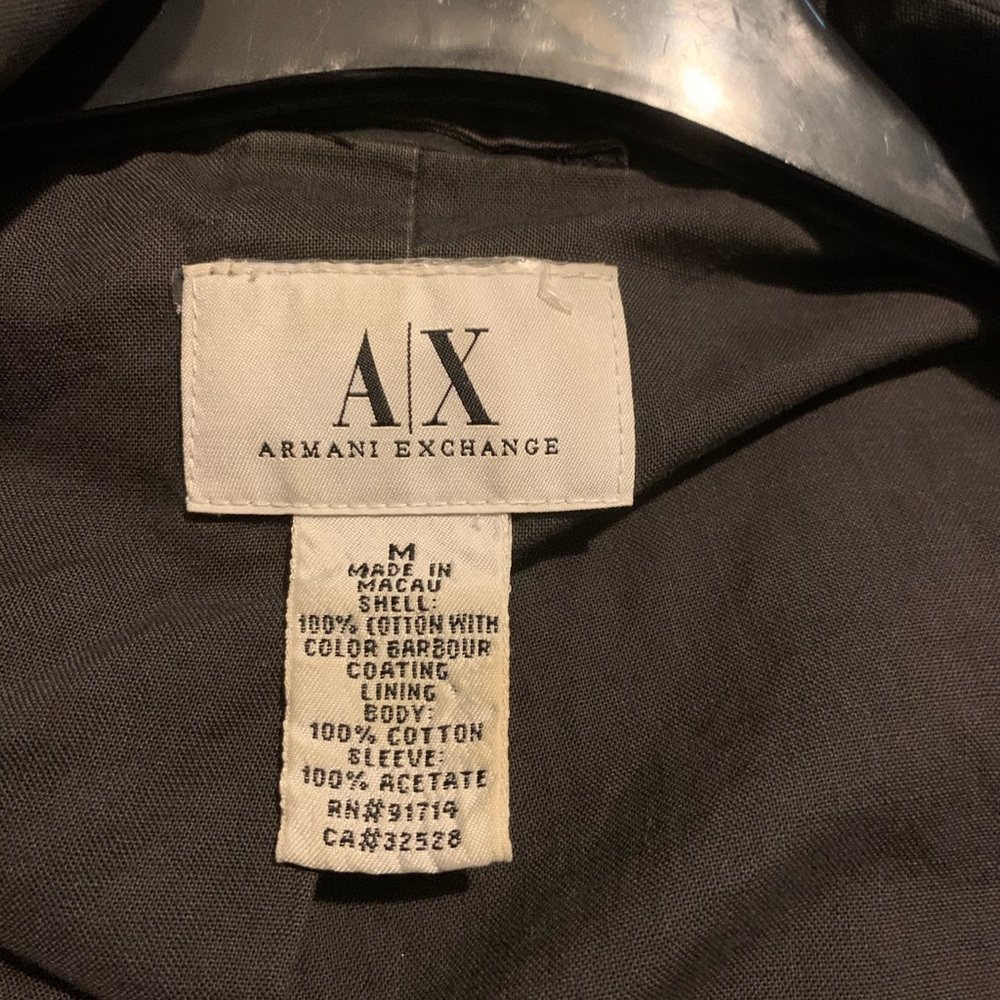 A|X
ARMANI EXCHANGE
M
MADE IN
MACAU
SHELL:
100% COTTON WITH
COLOR BARBOUR
COATING
LINING
BODY:
100% COTTON
SLEEVE:
100% ACETATE
RN#91714
CA#32528